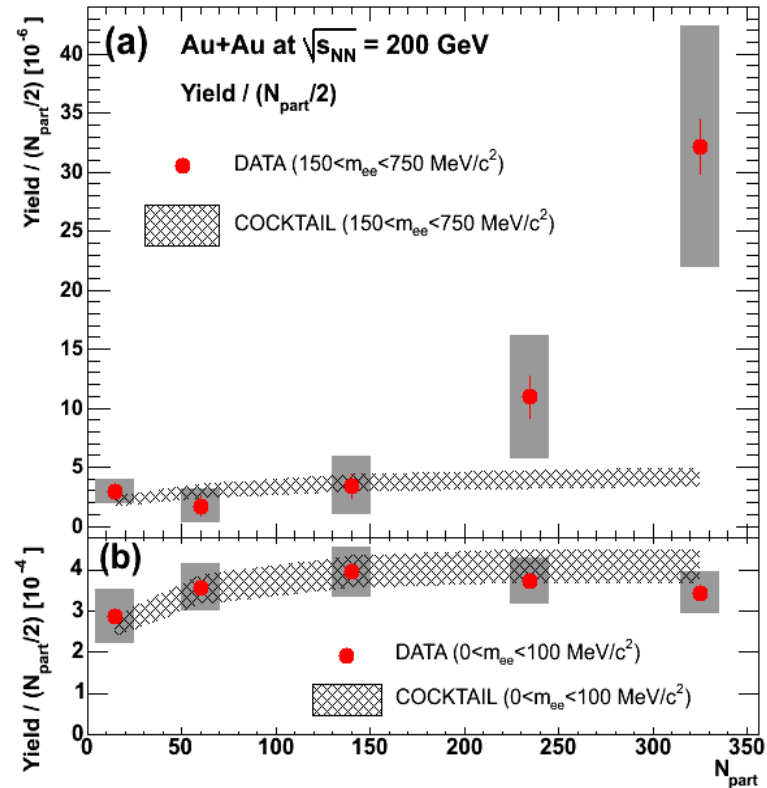 (a) Au+Au at √s_NN = 200 GeV
Yield / (N_part/2)
DATA (150<m_ee<750 MeV/c²)
COCKTAIL (150<m_ee<750 MeV/c²)
Yield / (N_part/2) [10⁻⁶]
40
35
30
25
20
15
10
5
0
(b)
DATA (0<m_ee<100 MeV/c²)
COCKTAIL (0<m_ee<100 MeV/c²)
Yield / (N_part/2) [10⁻⁴]
4
3
2
1
0
0 50 100 150 200 250 300 350
N_part